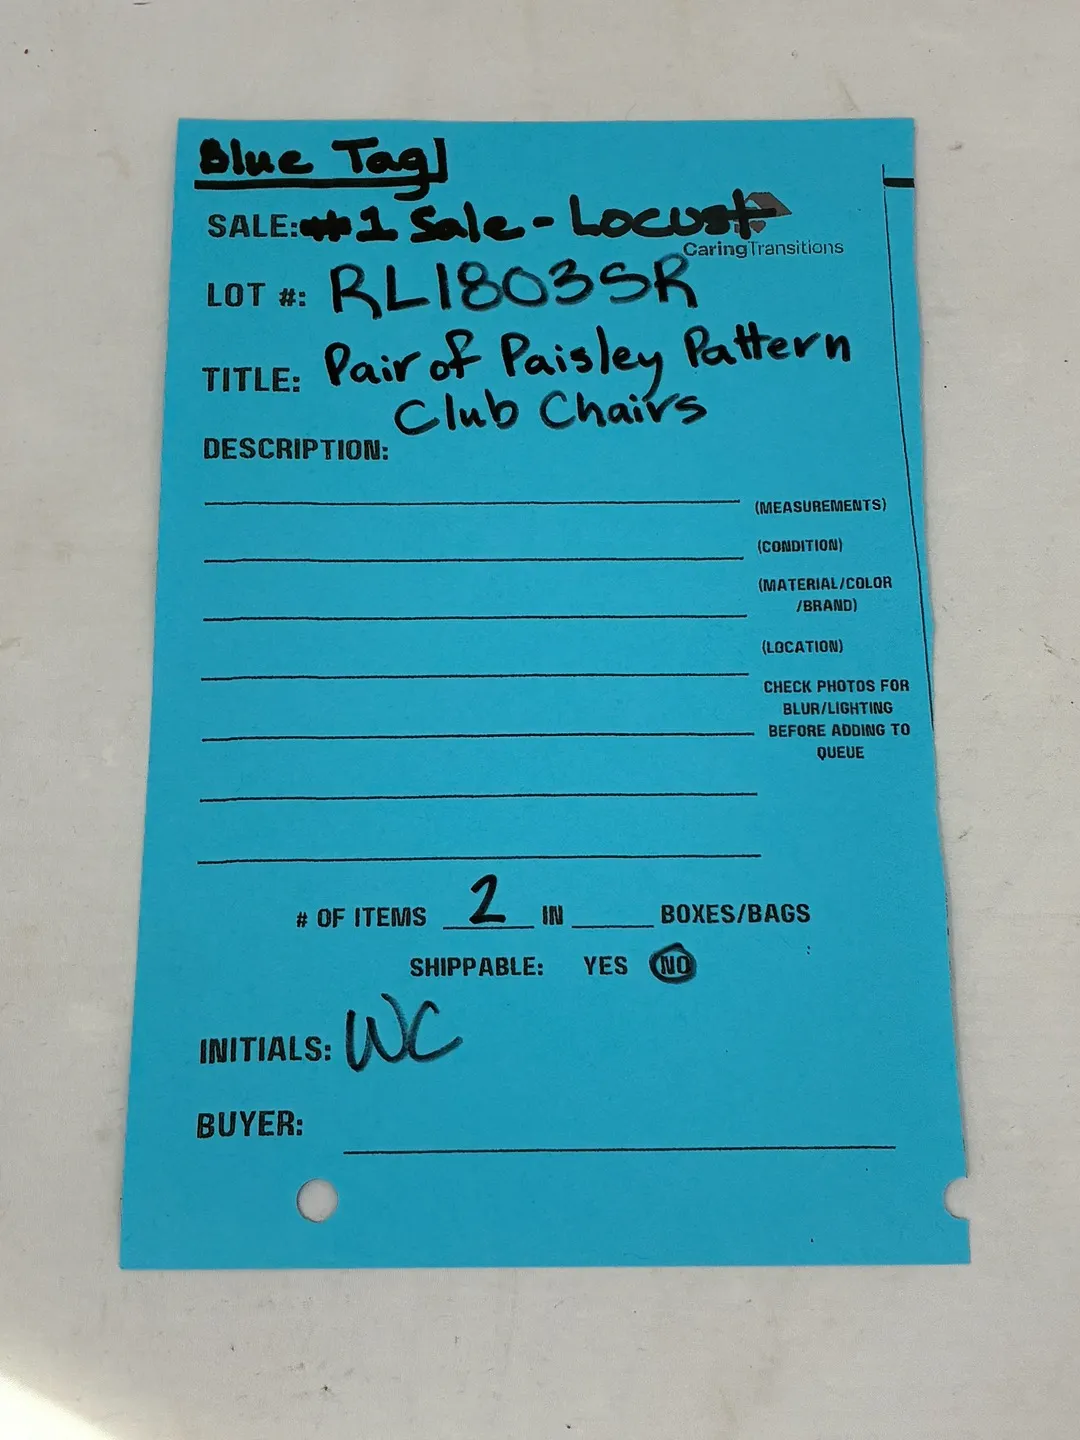 Blue Tag
SALE: #1 Sale - Locust
CaringTransitions
LOT #: RL1803SR
TITLE: Pair of Paisley Pattern
Club Chairs
DESCRIPTION:
(MEASUREMENTS)
(CONDITION)
(MATERIAL/COLOR
/BRAND)
(LOCATION)
CHECK PHOTOS FOR
BLUR/LIGHTING
BEFORE ADDING TO
QUEUE
# OF ITEMS 2 IN BOXES/BAGS
SHIPPABLE: YES NO
INITIALS: WC
BUYER: